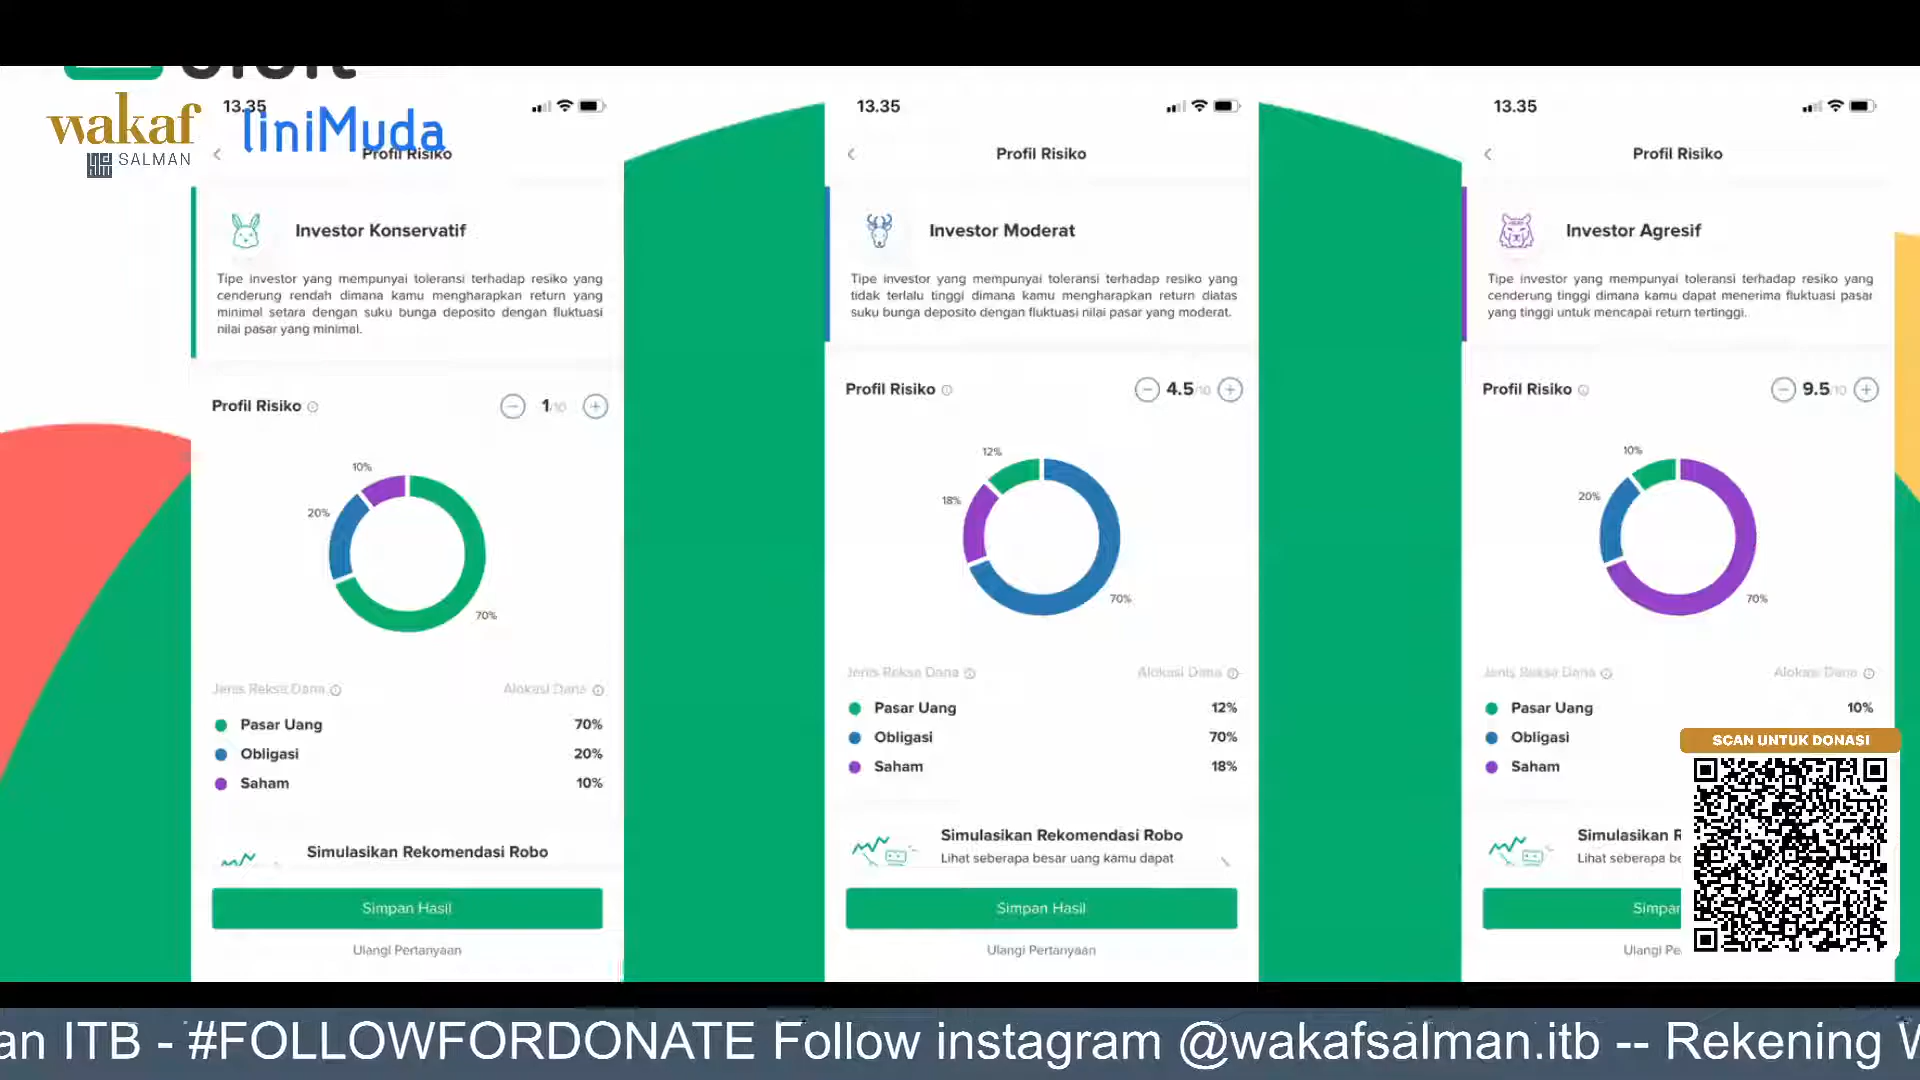 wakaf
SALMAN
liniMuda
13.35
Profil Risiko
Investor Konservatif
Tipe investor yang mempunyai toleransi terhadap resiko yang
cenderung rendah dimana kamu mengharapkan return yang
minimal setara dengan suku bunga deposito dengan fluktuasi
nilai pasar yang minimal.
Profil Risiko
1/10
10%
20%
70%
Jenis Reksa Dana
Alokasi Dana
Pasar Uang 70%
Obligasi 20%
Saham 10%
Simulasikan Rekomendasi Robo
Simpan Hasil
Ulangi Pertanyaan
13.35
Profil Risiko
Investor Moderat
Tipe investor yang mempunyai toleransi terhadap resiko yang
tidak terlalu tinggi dimana kamu mengharapkan return diatas
suku bunga deposito dengan fluktuasi nilai pasar yang moderat.
Profil Risiko
4.5/10
12%
18%
70%
Jenis Reksa Dana
Alokasi Dana
Pasar Uang 12%
Obligasi 70%
Saham 18%
Simulasikan Rekomendasi Robo
Lihat seberapa besar uang kamu dapat
Simpan Hasil
Ulangi Pertanyaan
13.35
Profil Risiko
Investor Agresif
Tipe investor yang mempunyai toleransi terhadap resiko yang
cenderung tinggi dimana kamu dapat menerima fluktuasi pasar
yang tinggi untuk mencapai return tertinggi.
Profil Risiko
9.5/10
10%
20%
70%
Jenis Reksa Dana
Alokasi Dana
Pasar Uang 10%
Obligasi
Saham
Simulasikan R
Lihat seberapa be
Simpan
Ulangi Pe
SCAN UNTUK DONASI
an ITB - #FOLLOWFORDONATE Follow instagram @wakafsalman.itb -- Rekening W